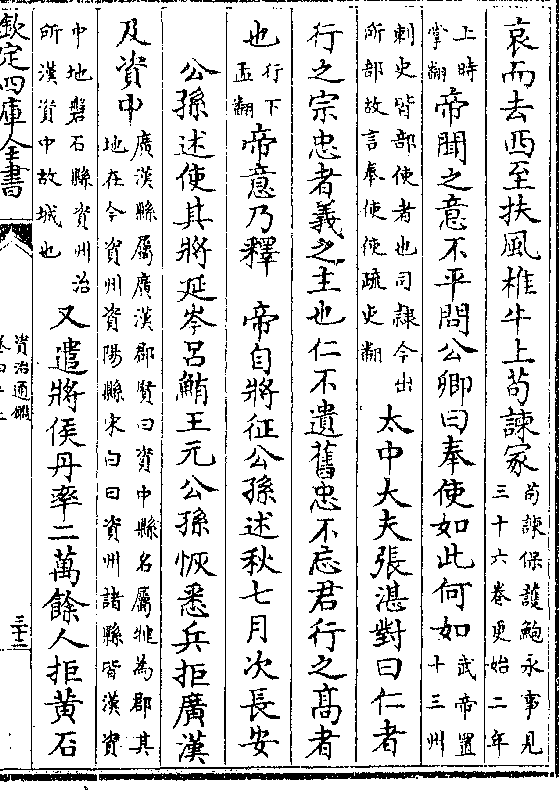 哀而去西至扶風椎牛上苟諫冢苟諫保護鮑永事見三十六卷更始二年
上時掌翻帝聞之意不平問公卿曰奉使如此何如武帝置十三州
刺史皆部使者也司隸今出所部故言奉使使疏吏翻太中大夫張湛對曰仁者
行之宗忠者義之主也仁不遺舊忠不忘君行之髙者
也行下孟翻帝意乃釋 帝自將征公孫述秋七月次長安
公孫述使其將延岑吕鮪王元公孫恢悉兵拒廣漢
及資中廣漢縣屬廣漢郡賢曰資中縣名屬犍為郡其地在今資州資陽縣宋白曰資州諸縣皆漢資
中地磐石縣資州治所漢資中故城也又遣將侯丹率二萬餘人拒黄石
欽定四庫全書
資治通鑑
三十二